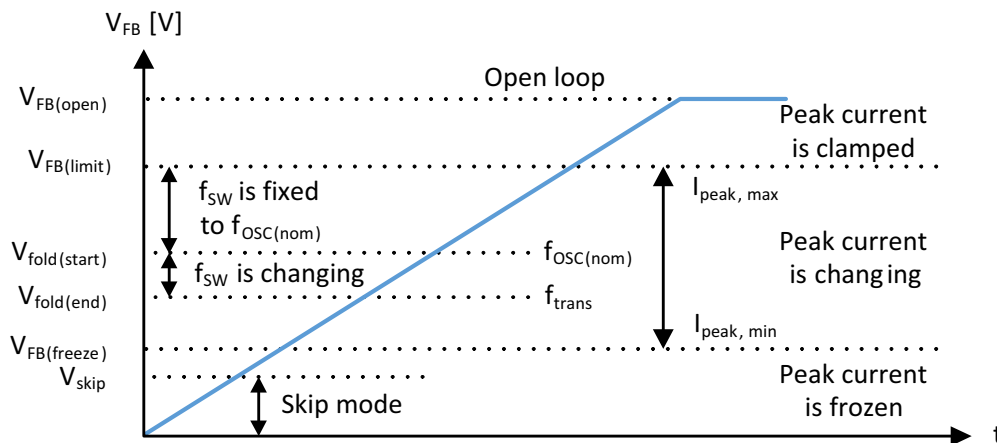 V_FB [V]
Open loop
V_FB(open)
Peak current
is clamped
V_FB(limit)
f_SW is fixed
to f_OSC(nom)
I_peak, max
V_fold(start)
f_OSC(nom)
Peak current
is changing
f_SW is changing
V_fold(end)
f_trans
I_peak, min
V_FB(freeze)
V_skip
Skip mode
Peak current
is frozen
t